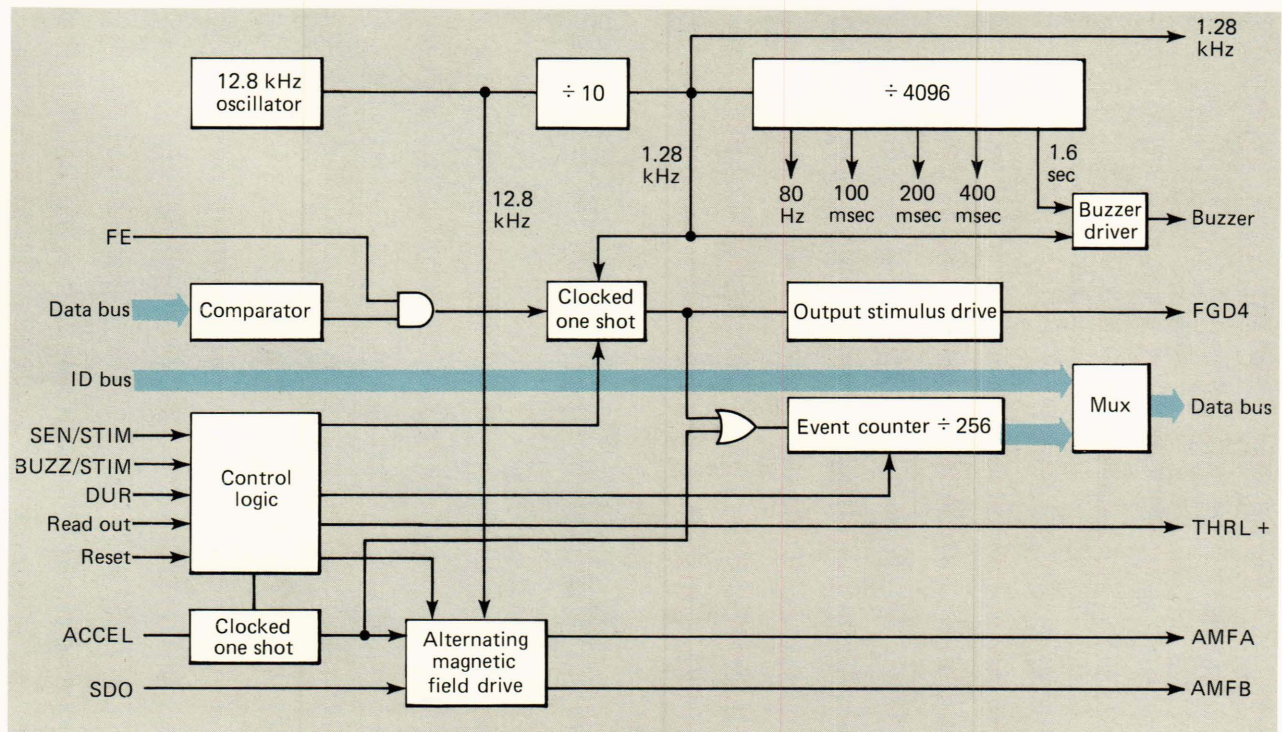 1.28
kHz
12.8 kHz
oscillator
÷ 10
÷ 4096
1.28
kHz
12.8
kHz
80
Hz
100
msec
200
msec
400
msec
1.6
sec
Buzzer
driver
Buzzer
FE
Data bus
Comparator
Clocked
one shot
Output stimulus drive
FGD4
ID bus
Mux
Data bus
SEN/STIM
BUZZ/STIM
DUR
Read out
Reset
Control
logic
Event counter ÷ 256
THRL +
ACCEL
Clocked
one shot
SDO
Alternating
magnetic
field drive
AMFA
AMFB